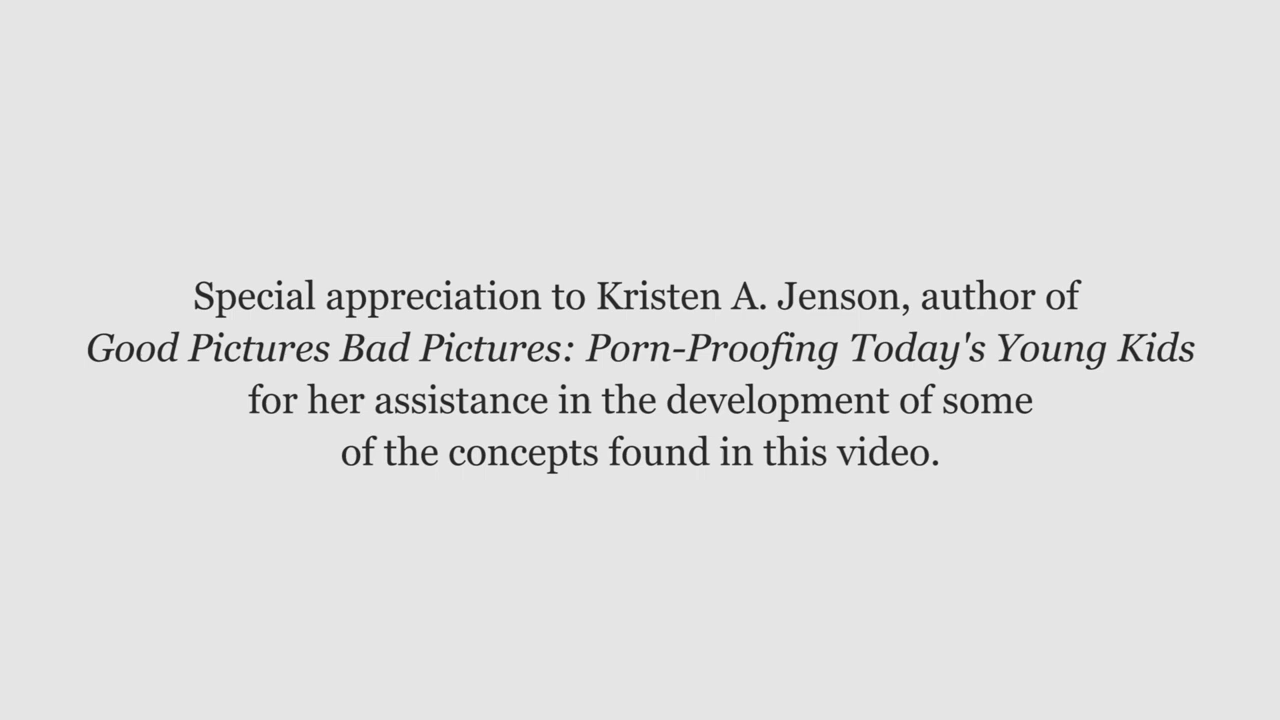 Special appreciation to Kristen A. Jenson, author of
Good Pictures Bad Pictures: Porn-Proofing Today's Young Kids
for her assistance in the development of some
of the concepts found in this video.